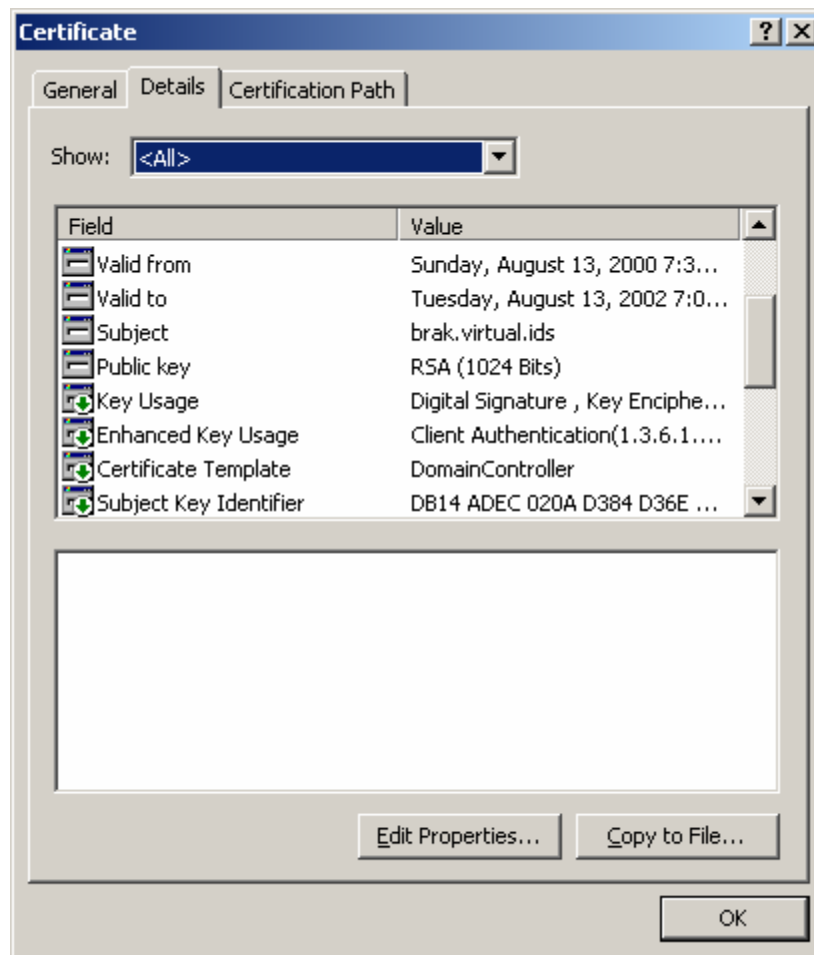 Certificate
General Details Certification Path
Show: <All>
Field Value
Valid from Sunday, August 13, 2000 7:3...
Valid to Tuesday, August 13, 2002 7:0...
Subject brak.virtual.ids
Public key RSA (1024 Bits)
Key Usage Digital Signature , Key Enciphe...
Enhanced Key Usage Client Authentication(1.3.6.1....
Certificate Template DomainController
Subject Key Identifier DB14 ADEC 020A D384 D36E ...
Edit Properties... Copy to File...
OK